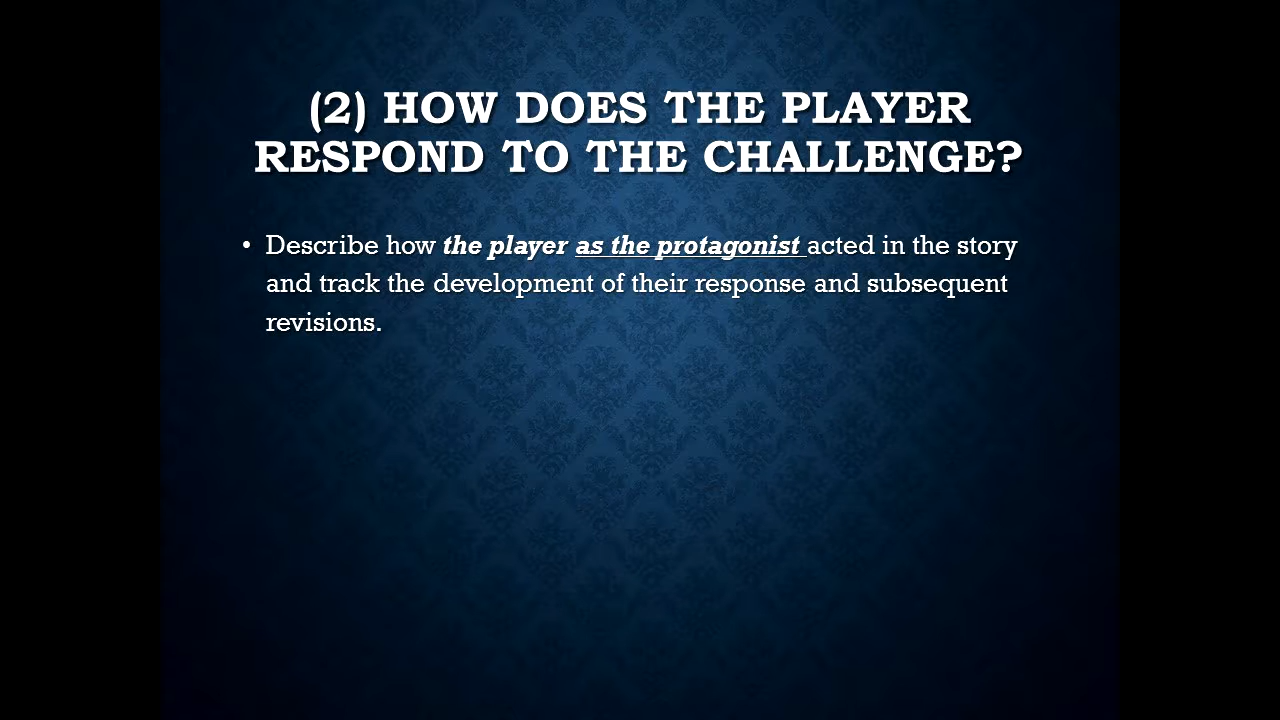 (2) HOW DOES THE PLAYER
RESPOND TO THE CHALLENGE?
• Describe how the player as the protagonist acted in the story
and track the development of their response and subsequent
revisions.